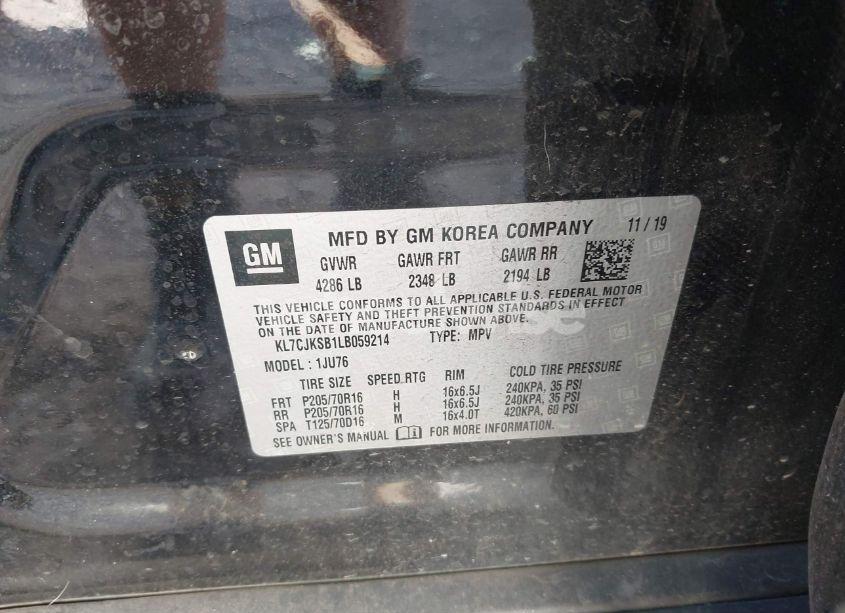 GM
MFD BY GM KOREA COMPANY 11 / 19
GVWR GAWR FRT GAWR RR
4286 LB 2348 LB 2194 LB
THIS VEHICLE CONFORMS TO ALL APPLICABLE U.S. FEDERAL MOTOR
VEHICLE SAFETY AND THEFT PREVENTION STANDARDS IN EFFECT
ON THE DATE OF MANUFACTURE SHOWN ABOVE.
KL7CJKSB1LB059214 TYPE: MPV
MODEL : 1JU76
TIRE SIZE SPEED RTG RIM COLD TIRE PRESSURE
FRT P205/70R16 H 16x6.5J 240KPA, 35 PSI
RR P205/70R16 H 16x6.5J 240KPA, 35 PSI
SPA T125/70D16 M 16x4.0T 420KPA, 60 PSI
SEE OWNER'S MANUAL FOR MORE INFORMATION.